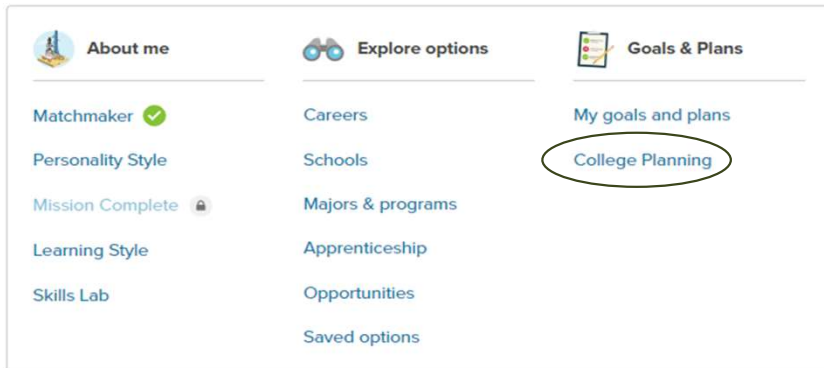 About me
Matchmaker
Personality Style
Mission Complete
Learning Style
Skills Lab
Explore options
Careers
Schools
Majors & programs
Apprenticeship
Opportunities
Saved options
Goals & Plans
My goals and plans
College Planning